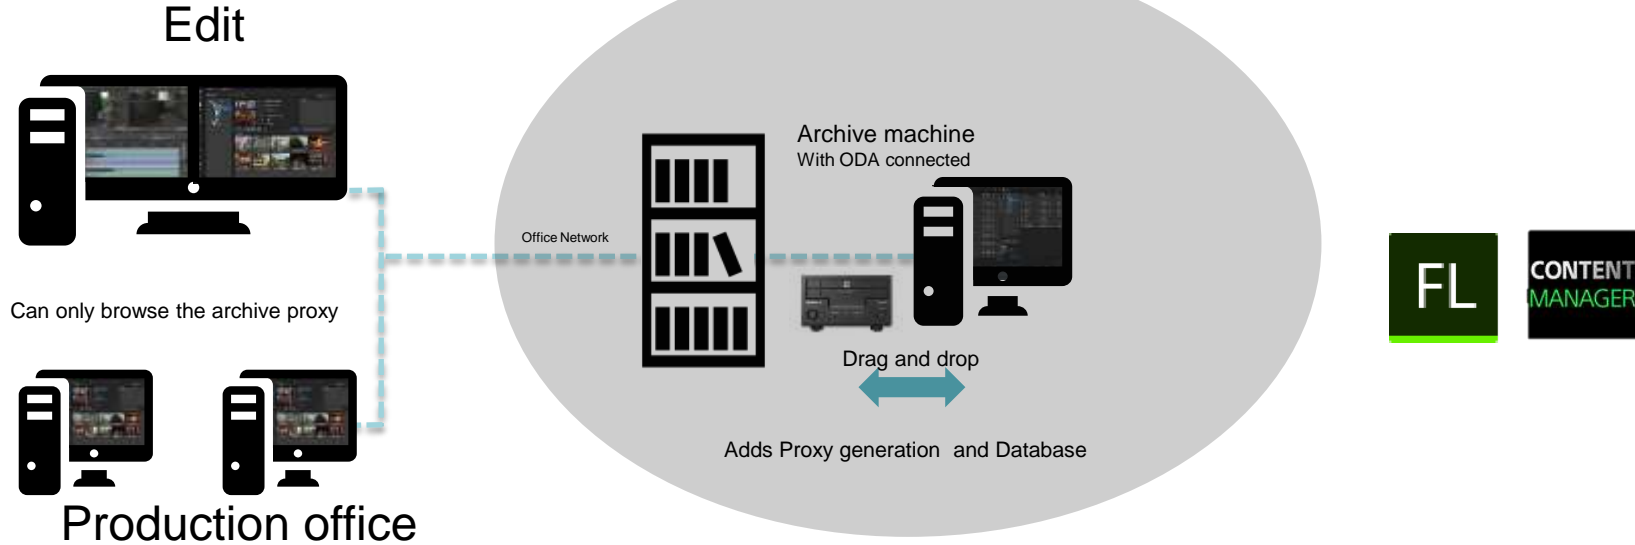 Edit
Archive machine
With ODA connected
Office Network
Can only browse the archive proxy
Drag and drop
Adds Proxy generation and Database
Production office
FL
CONTENT
MANAGER